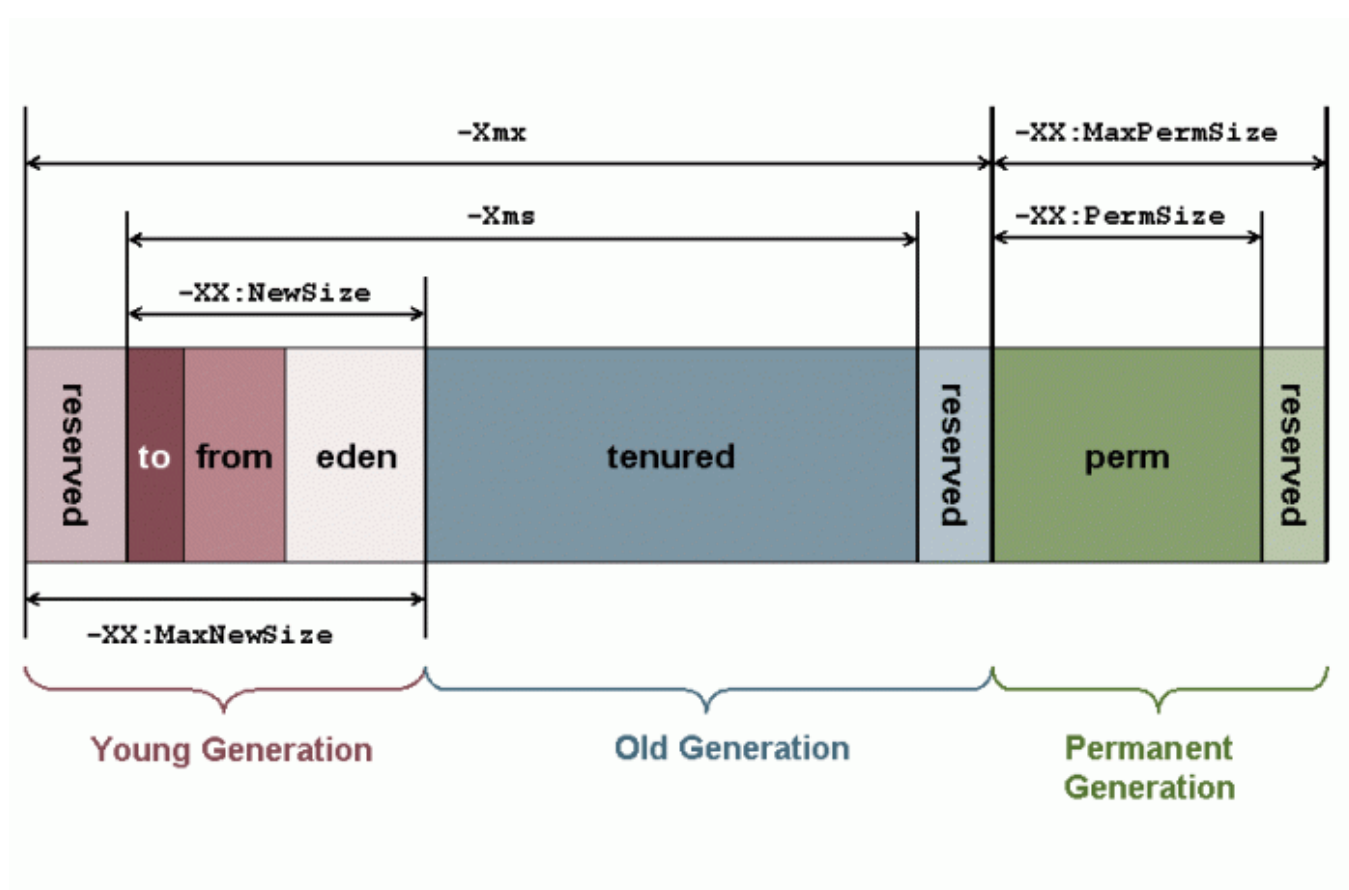 -Xmx
-XX:MaxPermSize
-Xms
-XX:PermSize
-XX:NewSize
reserved
to
from
eden
tenured
reserved
perm
reserved
-XX:MaxNewSize
Young Generation
Old Generation
Permanent
Generation